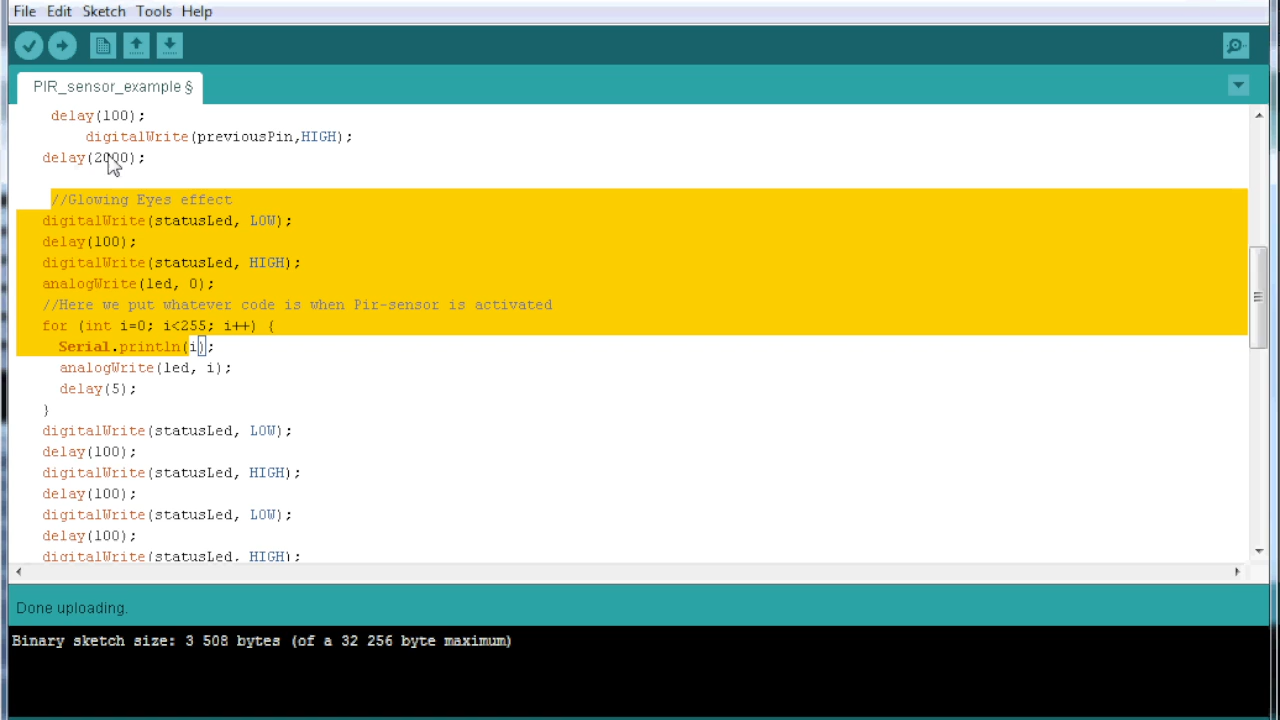 File Edit Sketch Tools Help
PIR_sensor_example §
delay(100);
digitalWrite(previousPin,HIGH);
delay(2000);
//Glowing Eyes effect
digitalWrite(statusLed, LOW);
delay(100);
digitalWrite(statusLed, HIGH);
analogWrite(led, 0);
//Here we put whatever code is when Pir-sensor is activated
for (int i=0; i<255; i++) {
Serial.println(i);
analogWrite(led, i);
delay(5);
}
digitalWrite(statusLed, LOW);
delay(100);
digitalWrite(statusLed, HIGH);
delay(100);
digitalWrite(statusLed, LOW);
delay(100);
digitalWrite(statusLed, HIGH);
Done uploading.
Binary sketch size: 3 508 bytes (of a 32 256 byte maximum)